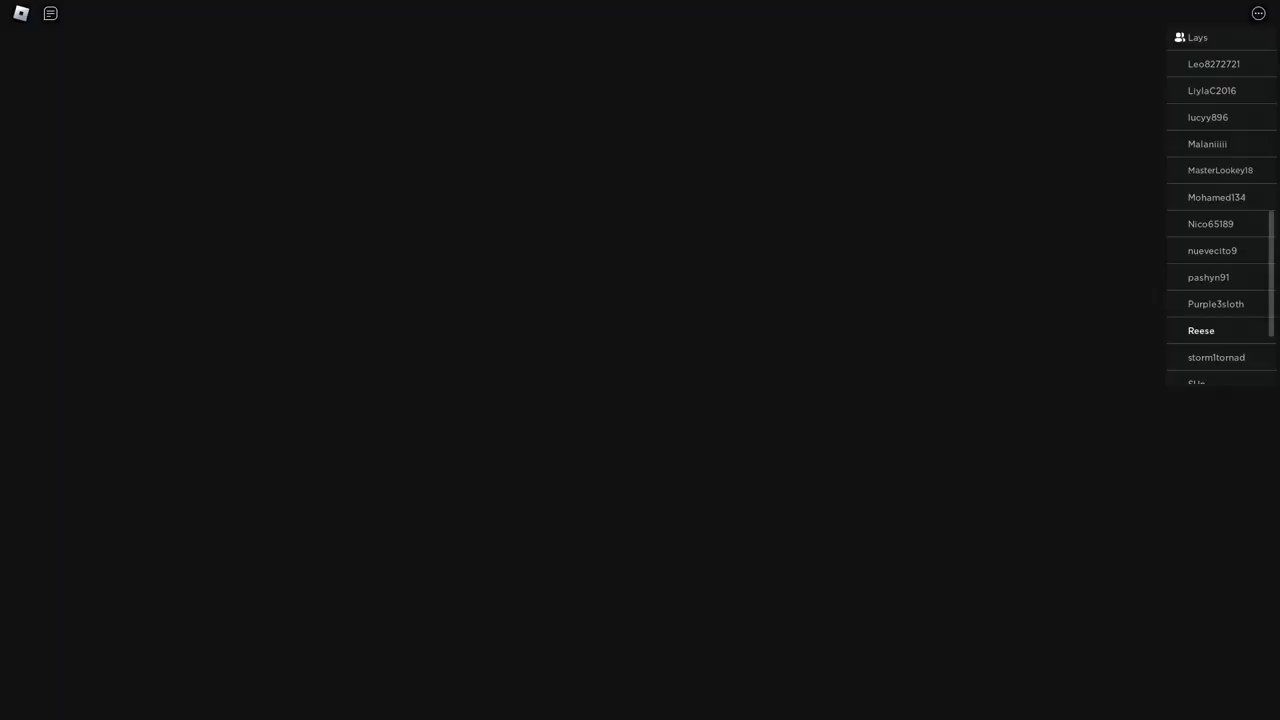 Lays
Leo8272721
LiylaC2016
lucyy896
Malaniiiii
MasterLookey18
Mohamed134
Nico65189
nuevecito9
pashyn91
Purple3sloth
Reese
storm1tornad